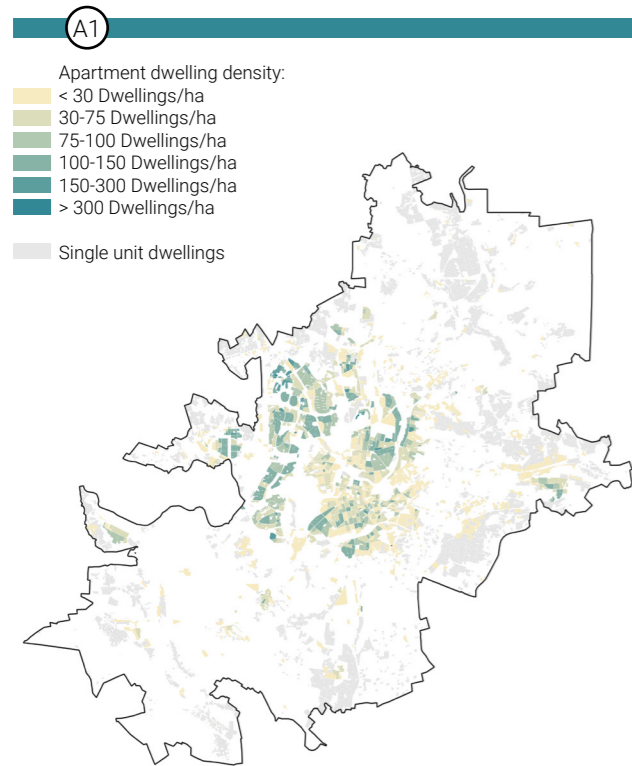 A1
Apartment dwelling density:
< 30 Dwellings/ha
30-75 Dwellings/ha
75-100 Dwellings/ha
100-150 Dwellings/ha
150-300 Dwellings/ha
> 300 Dwellings/ha
Single unit dwellings